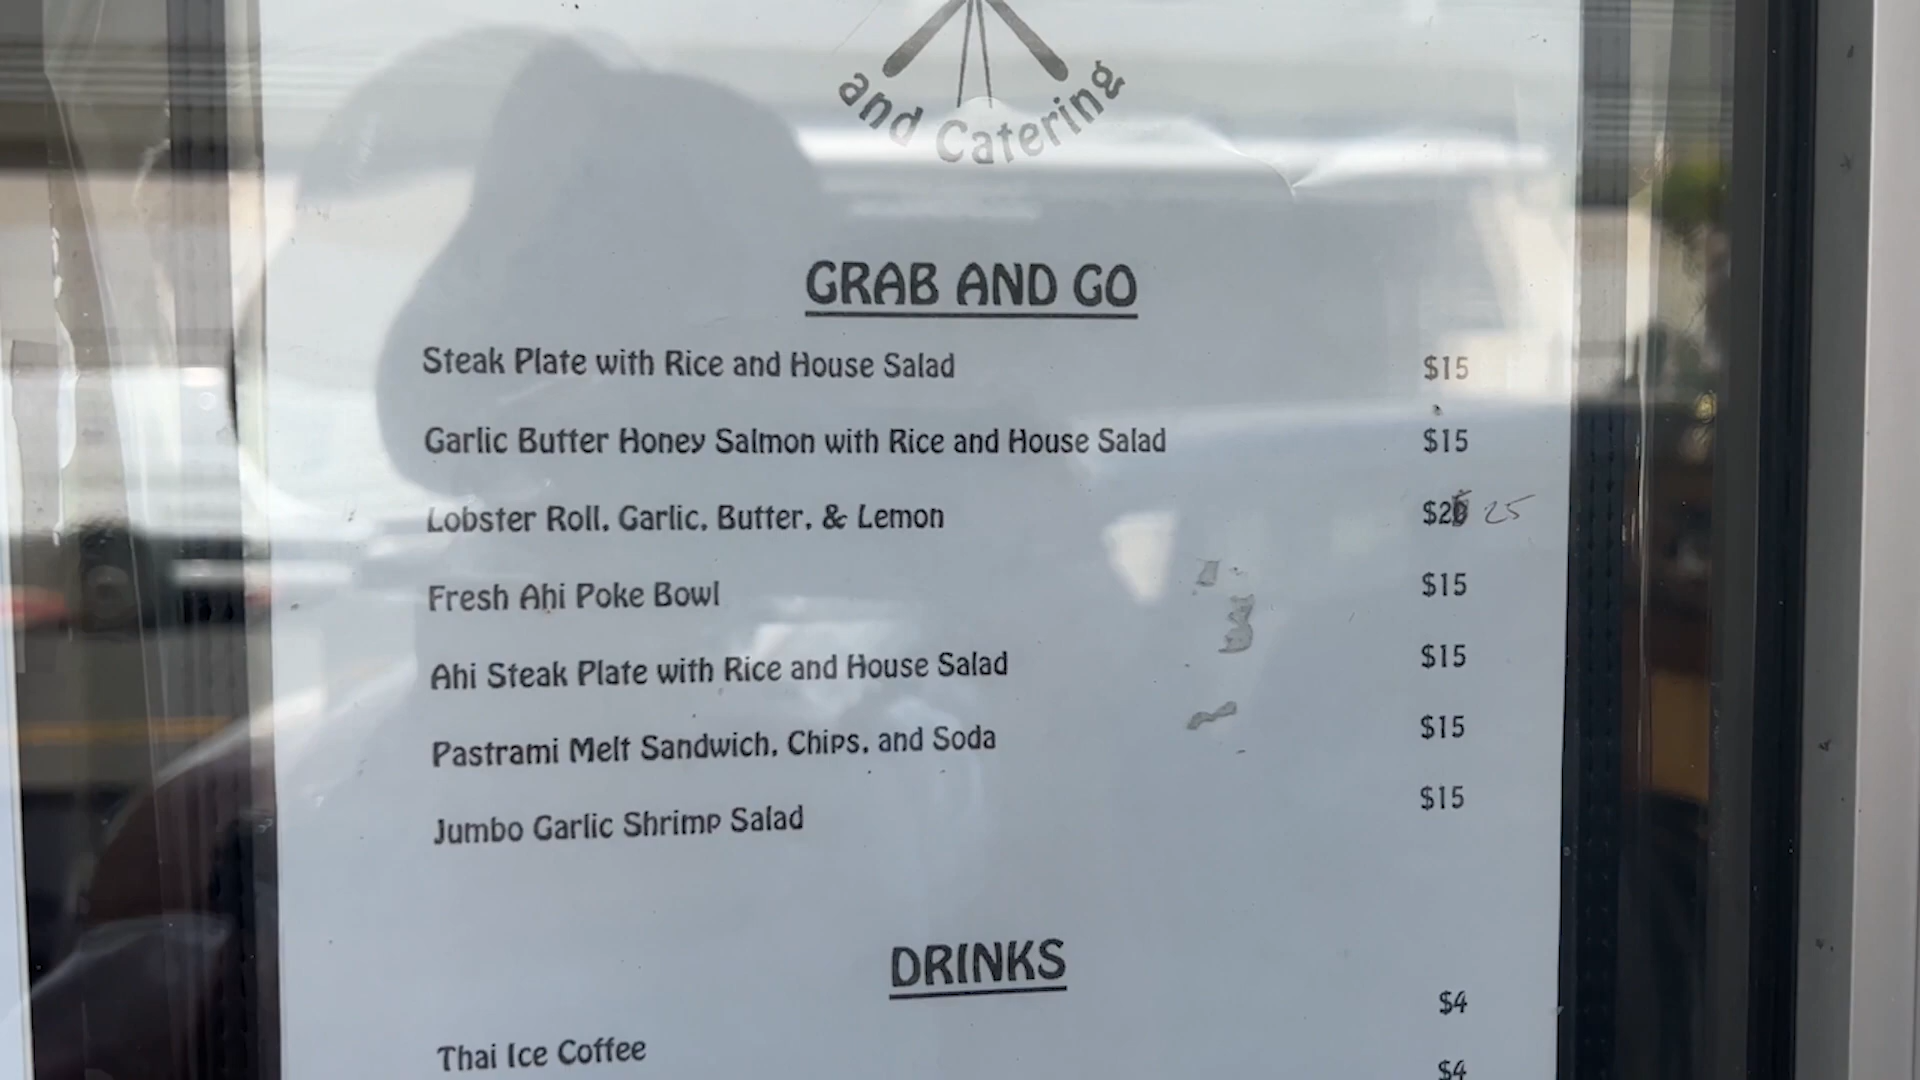 and Catering
GRAB AND GO
Steak Plate with Rice and House Salad $15
Garlic Butter Honey Salmon with Rice and House Salad $15
Lobster Roll, Garlic, Butter, & Lemon 25
Fresh Ahi Poke Bowl $15
Ahi Steak Plate with Rice and House Salad $15
Pastrami Melt Sandwich, Chips, and Soda $15
Jumbo Garlic Shrimp Salad $15
DRINKS
Thai Ice Coffee $4
$4